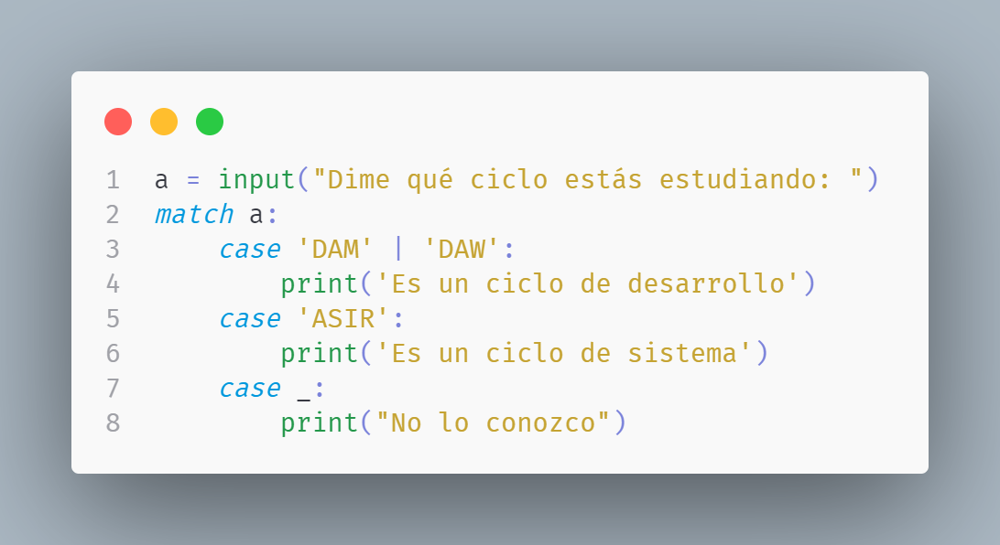 1 a = input("Dime qué ciclo estás estudiando: ")
2 match a:
3     case 'DAM' | 'DAW':
4         print('Es un ciclo de desarrollo')
5     case 'ASIR':
6         print('Es un ciclo de sistema')
7     case _:
8         print("No lo conozco")